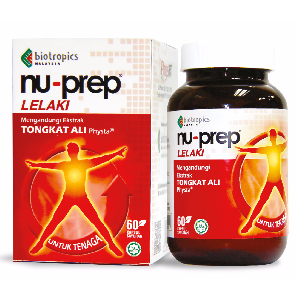 biotropics
MALAYSIA
nu-prep
LELAKI
Mengandungi Ekstrak
TONGKAT ALI Physta®
UNTUK TENAGA
60
biotropics
MALAYSIA
nu-prep
LELAKI
Mengandungi
Ekstrak
TONGKAT ALI
Physta®
UNTUK TENAGA
60